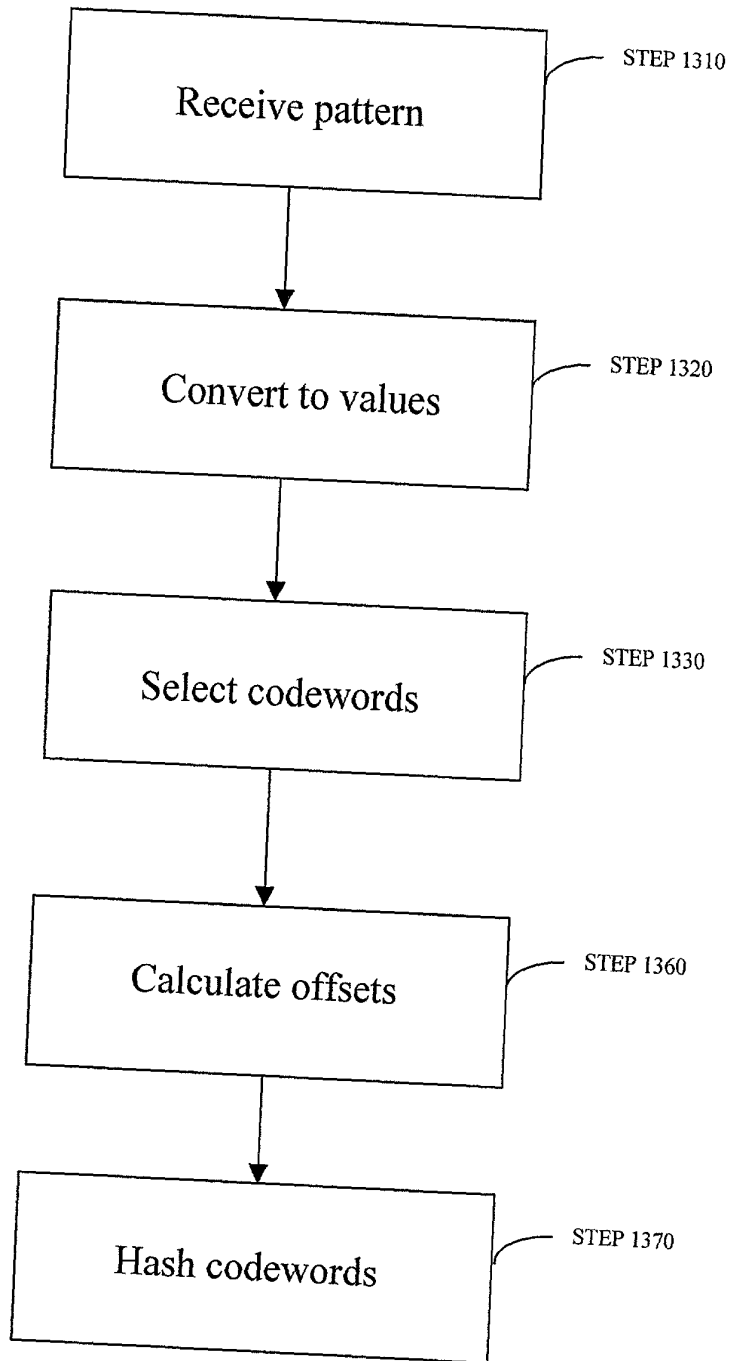 Receive pattern
STEP 1310
Convert to values
STEP 1320
Select codewords
STEP 1330
Calculate offsets
STEP 1360
Hash codewords
STEP 1370